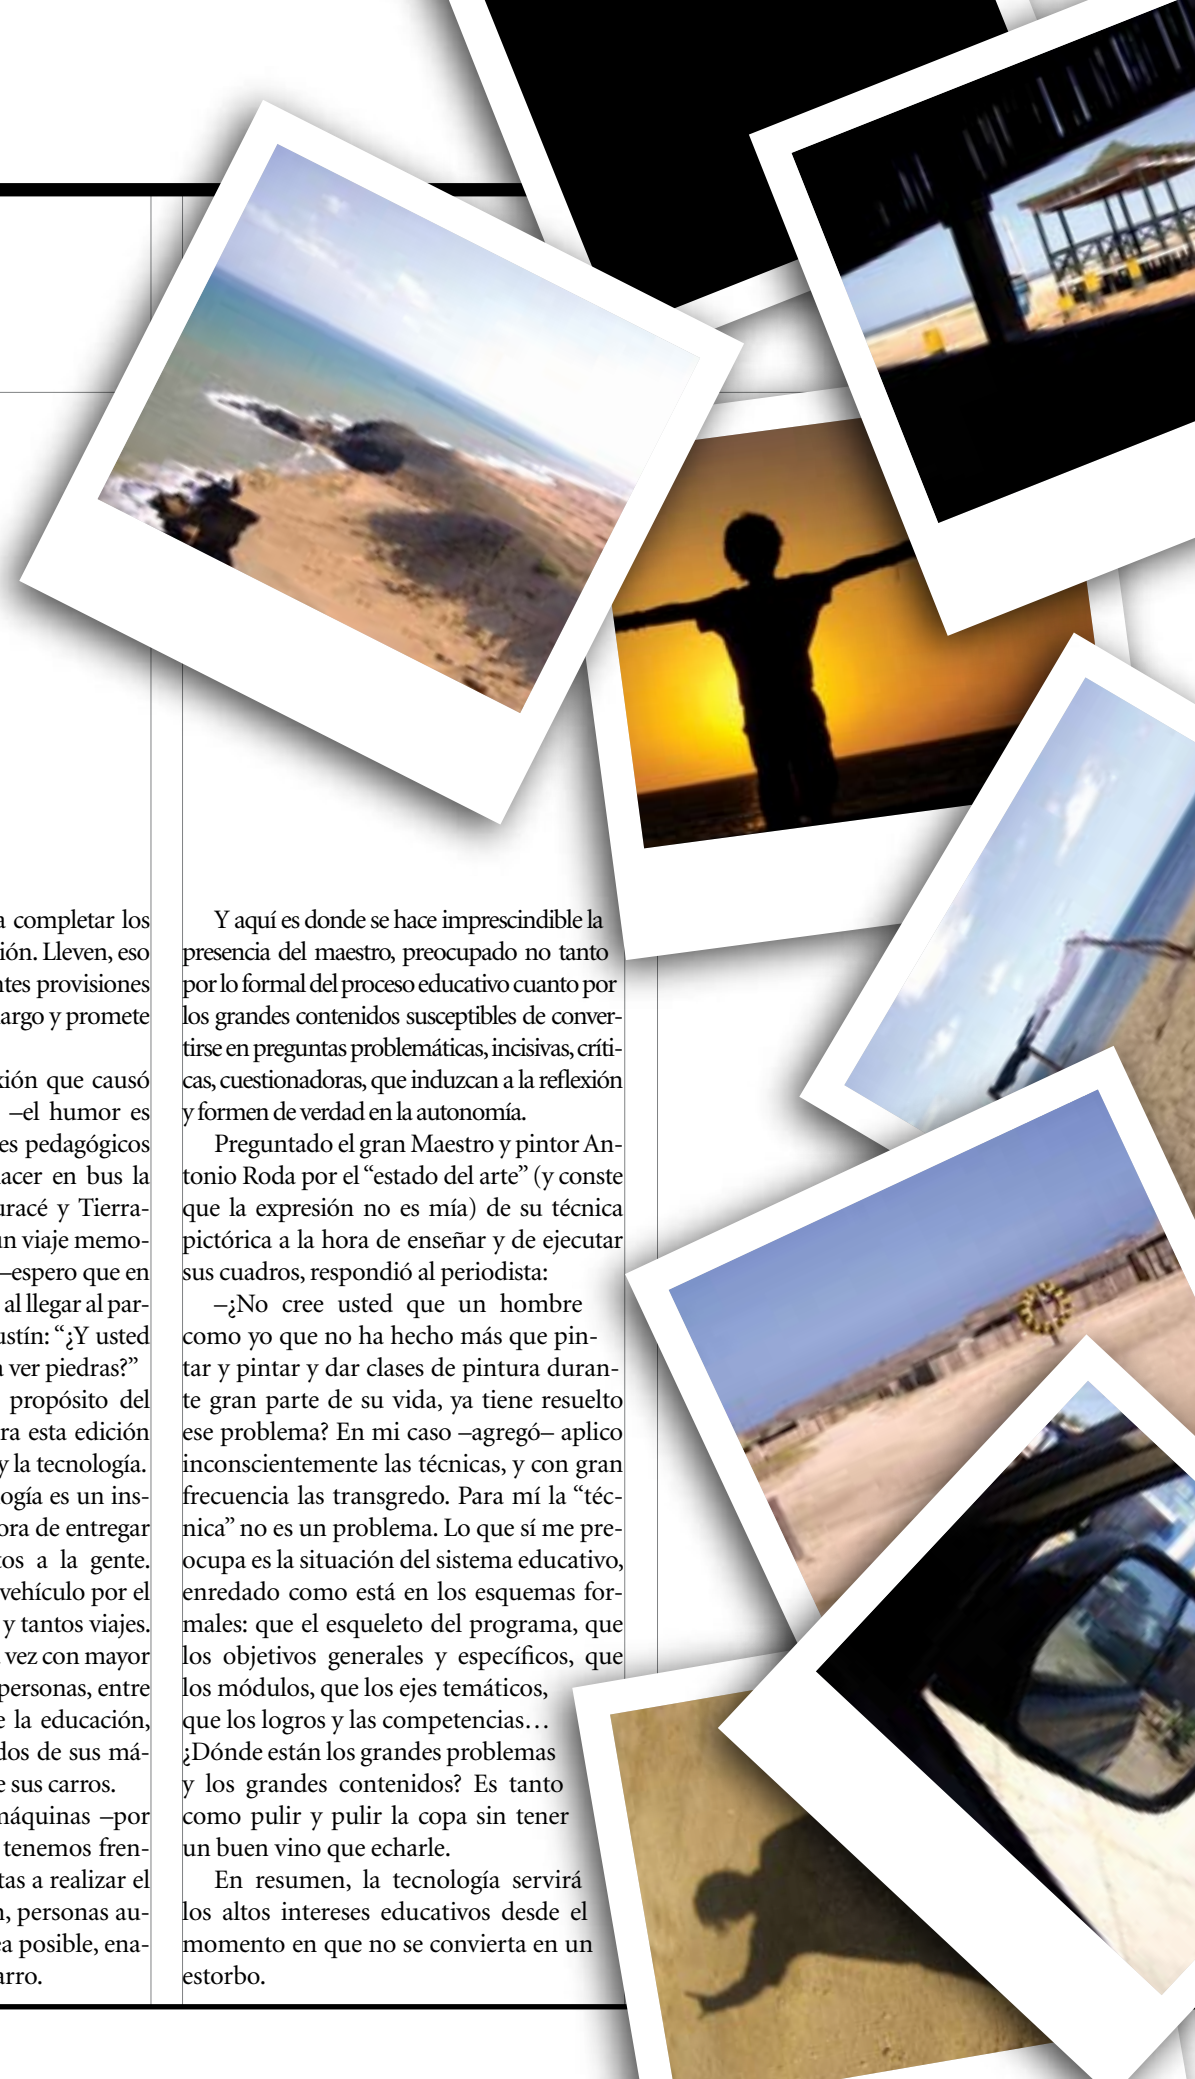 a completar los
ción. Lleven, eso
ntes provisiones
largo y promete
xión que causó
–el humor es
es pedagógicos
acer en bus la
uracé y Tierra-
un viaje memo-
–espero que en
al llegar al par-
ustín: “¿Y usted
a ver piedras?”
propósito del
ra esta edición
y la tecnología.
logía es un ins-
ora de entregar
tos a la gente.
vehículo por el
y tantos viajes.
vez con mayor
personas, entre
e la educación,
dos de sus má-
e sus carros.
máquinas –por
tenemos fren-
tas a realizar el
n, personas au-
ea posible, ena-
arro.
Y aquí es donde se hace imprescindible la
presencia del maestro, preocupado no tanto
por lo formal del proceso educativo cuanto por
los grandes contenidos susceptibles de conver-
tirse en preguntas problemáticas, incisivas, críti-
cas, cuestionadoras, que induzcan a la reflexión
y formen de verdad en la autonomía.
Preguntado el gran Maestro y pintor An-
tonio Roda por el “estado del arte” (y conste
que la expresión no es mía) de su técnica
pictórica a la hora de enseñar y de ejecutar
sus cuadros, respondió al periodista:
–¿No cree usted que un hombre
como yo que no ha hecho más que pin-
tar y pintar y dar clases de pintura duran-
te gran parte de su vida, ya tiene resuelto
ese problema? En mi caso –agregó– aplico
inconscientemente las técnicas, y con gran
frecuencia las transgredo. Para mí la “téc-
nica” no es un problema. Lo que sí me pre-
ocupa es la situación del sistema educativo,
enredado como está en los esquemas for-
males: que el esqueleto del programa, que
los objetivos generales y específicos, que
los módulos, que los ejes temáticos,
que los logros y las competencias…
¿Dónde están los grandes problemas
y los grandes contenidos? Es tanto
como pulir y pulir la copa sin tener
un buen vino que echarle.
En resumen, la tecnología servirá
los altos intereses educativos desde el
momento en que no se convierta en un
estorbo.